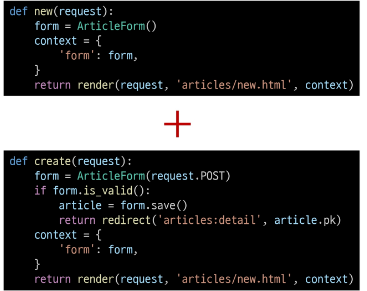 def new(request):
    form = ArticleForm()
    context = {
        'form': form,
    }
    return render(request, 'articles/new.html', context)
+
def create(request):
    form = ArticleForm(request.POST)
    if form.is_valid():
        article = form.save()
        return redirect('articles:detail', article.pk)
    context = {
        'form': form,
    }
    return render(request, 'articles/new.html', context)